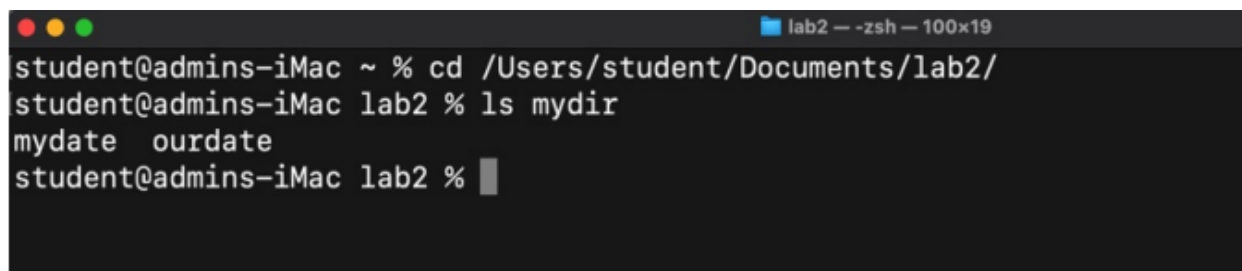 lab2 — -zsh — 100×19
[student@admins-iMac ~ % cd /Users/student/Documents/lab2/
[student@admins-iMac lab2 % ls mydir
mydate ourdate
student@admins-iMac lab2 %